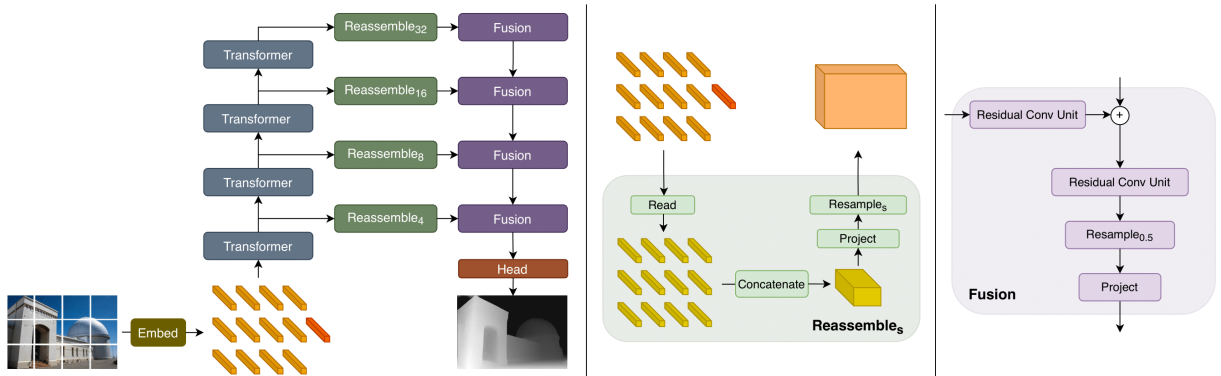 Reassemble32
Fusion
Transformer
Reassemble16
Fusion
Transformer
Reassemble8
Fusion
Transformer
Reassemble4
Fusion
Transformer
Head
Embed
Read
Resamples
Project
Concatenate
Reassembles
Residual Conv Unit
+
Residual Conv Unit
Resample0.5
Project
Fusion